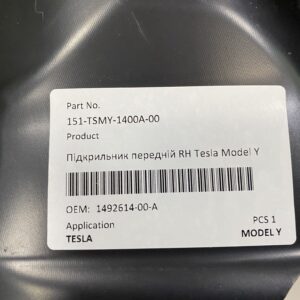 Part No.
151-TSMY-1400A-00
Product
Підкрильник передній RH Tesla Model Y
OEM: 1492614-00-A
Application PCS 1
TESLA MODEL Y